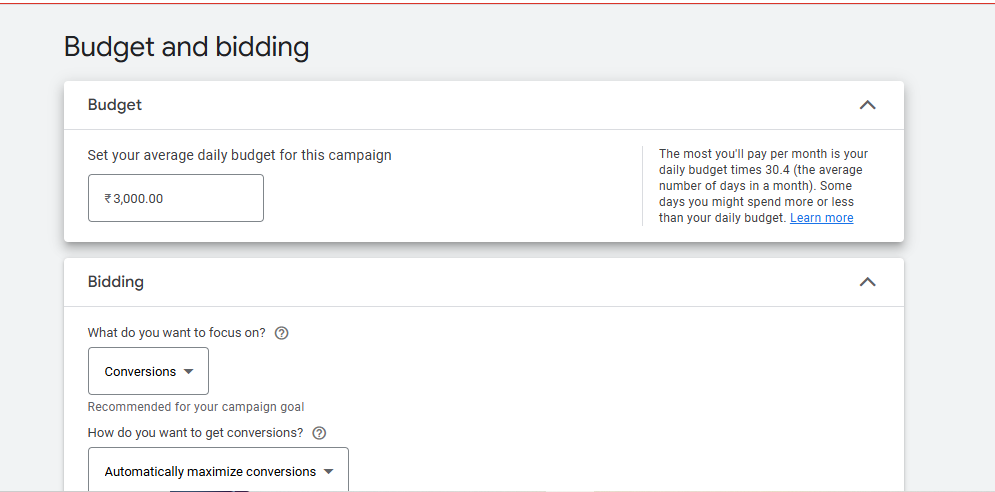 Budget and bidding
Budget
Set your average daily budget for this campaign
₹3,000.00
The most you'll pay per month is your
daily budget times 30.4 (the average
number of days in a month). Some
days you might spend more or less
than your daily budget. Learn more
Bidding
What do you want to focus on?
Conversions
Recommended for your campaign goal
How do you want to get conversions?
Automatically maximize conversions